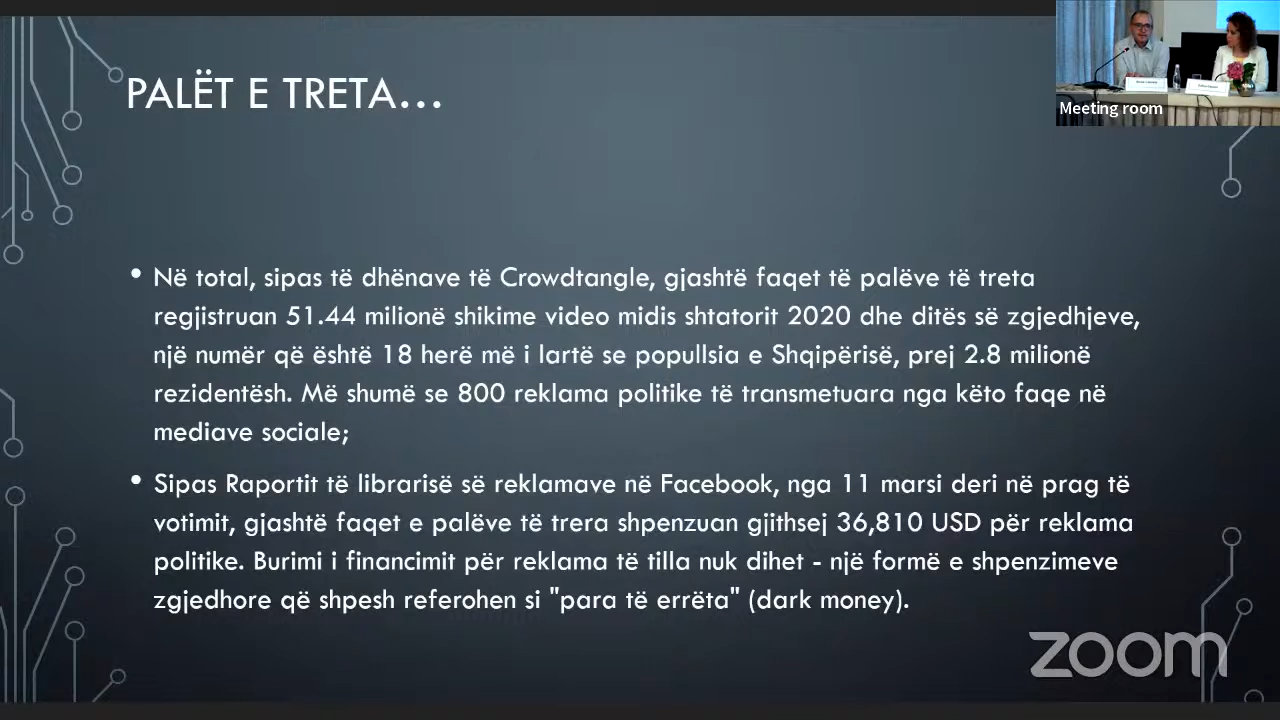 PALËT E TRETA...
Meeting room
• Në total, sipas të dhënave të Crowdtangle, gjashtë faqet të palëve të treta
regjistruan 51.44 milionë shikime video midis shtatorit 2020 dhe ditës së zgjedhjeve,
një numër që është 18 herë më i lartë se popullsia e Shqipërisë, prej 2.8 milionë
rezidentësh. Më shumë se 800 reklama politike të transmetuara nga këto faqe në
mediave sociale;
• Sipas Raportit të librarisë së reklamave në Facebook, nga 11 marsi deri në prag të
votimit, gjashtë faqet e palëve të trera shpenzuan gjithsej 36,810 USD për reklama
politike. Burimi i financimit për reklama të tilla nuk dihet - një formë e shpenzimeve
zgjedhore që shpesh referohen si "para të errëta" (dark money).
zoom